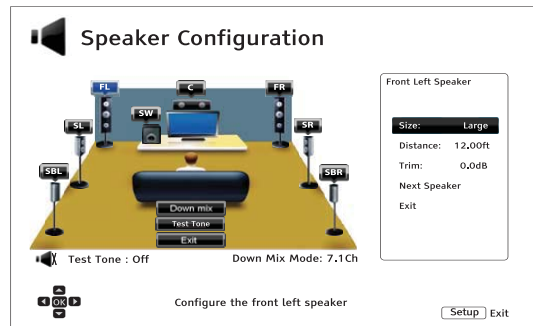 Speaker Configuration
FL
C
FR
SW
SL
SR
SBL
SBR
Down mix
Test Tone
Exit
Test Tone : Off
Down Mix Mode: 7.1Ch
Front Left Speaker
Size: Large
Distance: 12.00ft
Trim: 0.0dB
Next Speaker
Exit
OK
Configure the front left speaker
Setup Exit